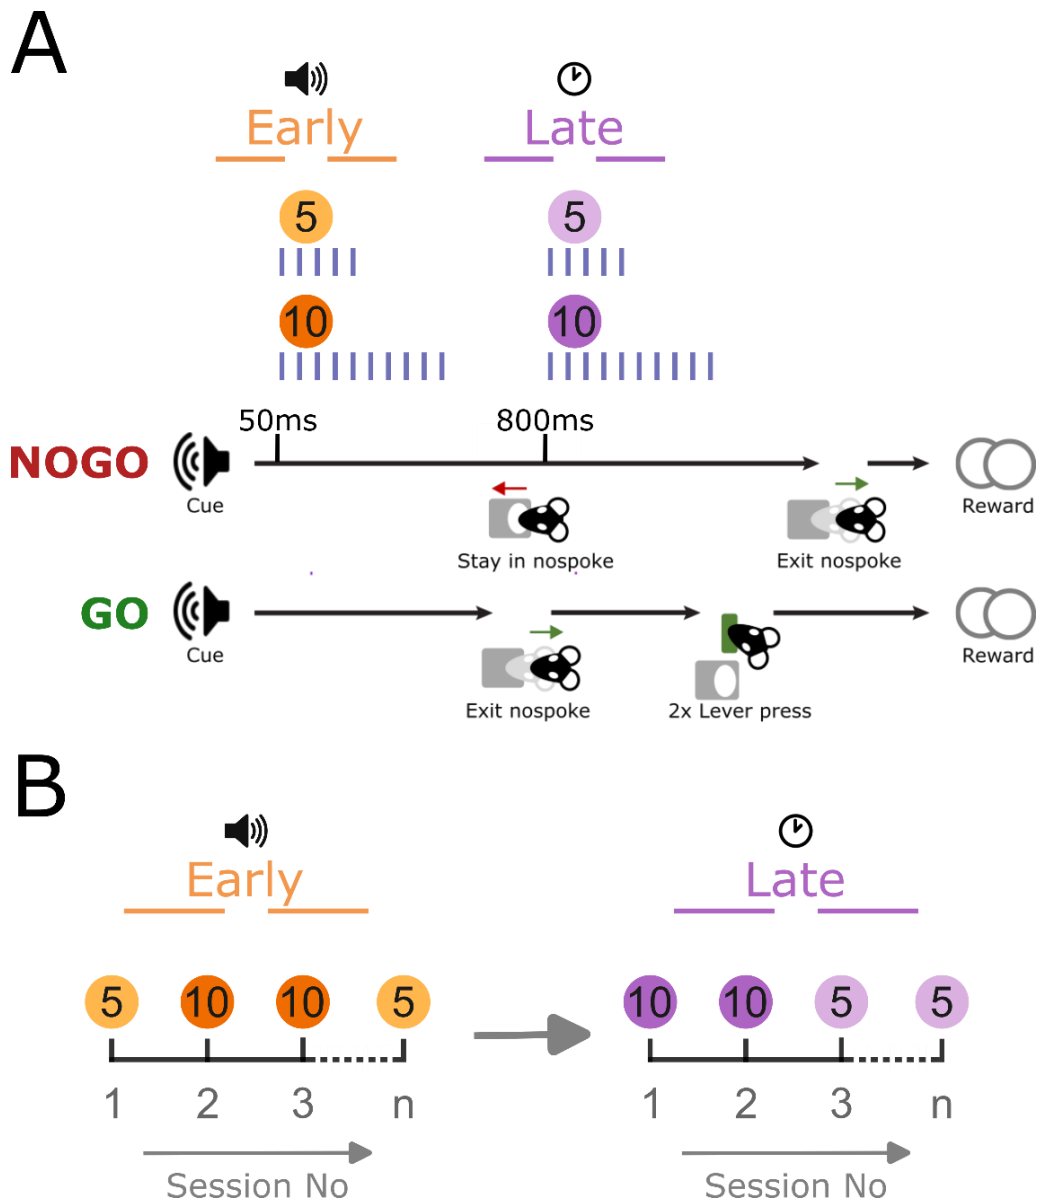 A
Early Late
5 5
10 10
50ms 800ms
NOGO
Cue Stay in nospoke Exit nospoke Reward
GO
Cue Exit nospoke 2x Lever press Reward
B
Early Late
5 10 10 5 10 10 5 5
1 2 3 n 1 2 3 n
Session No Session No